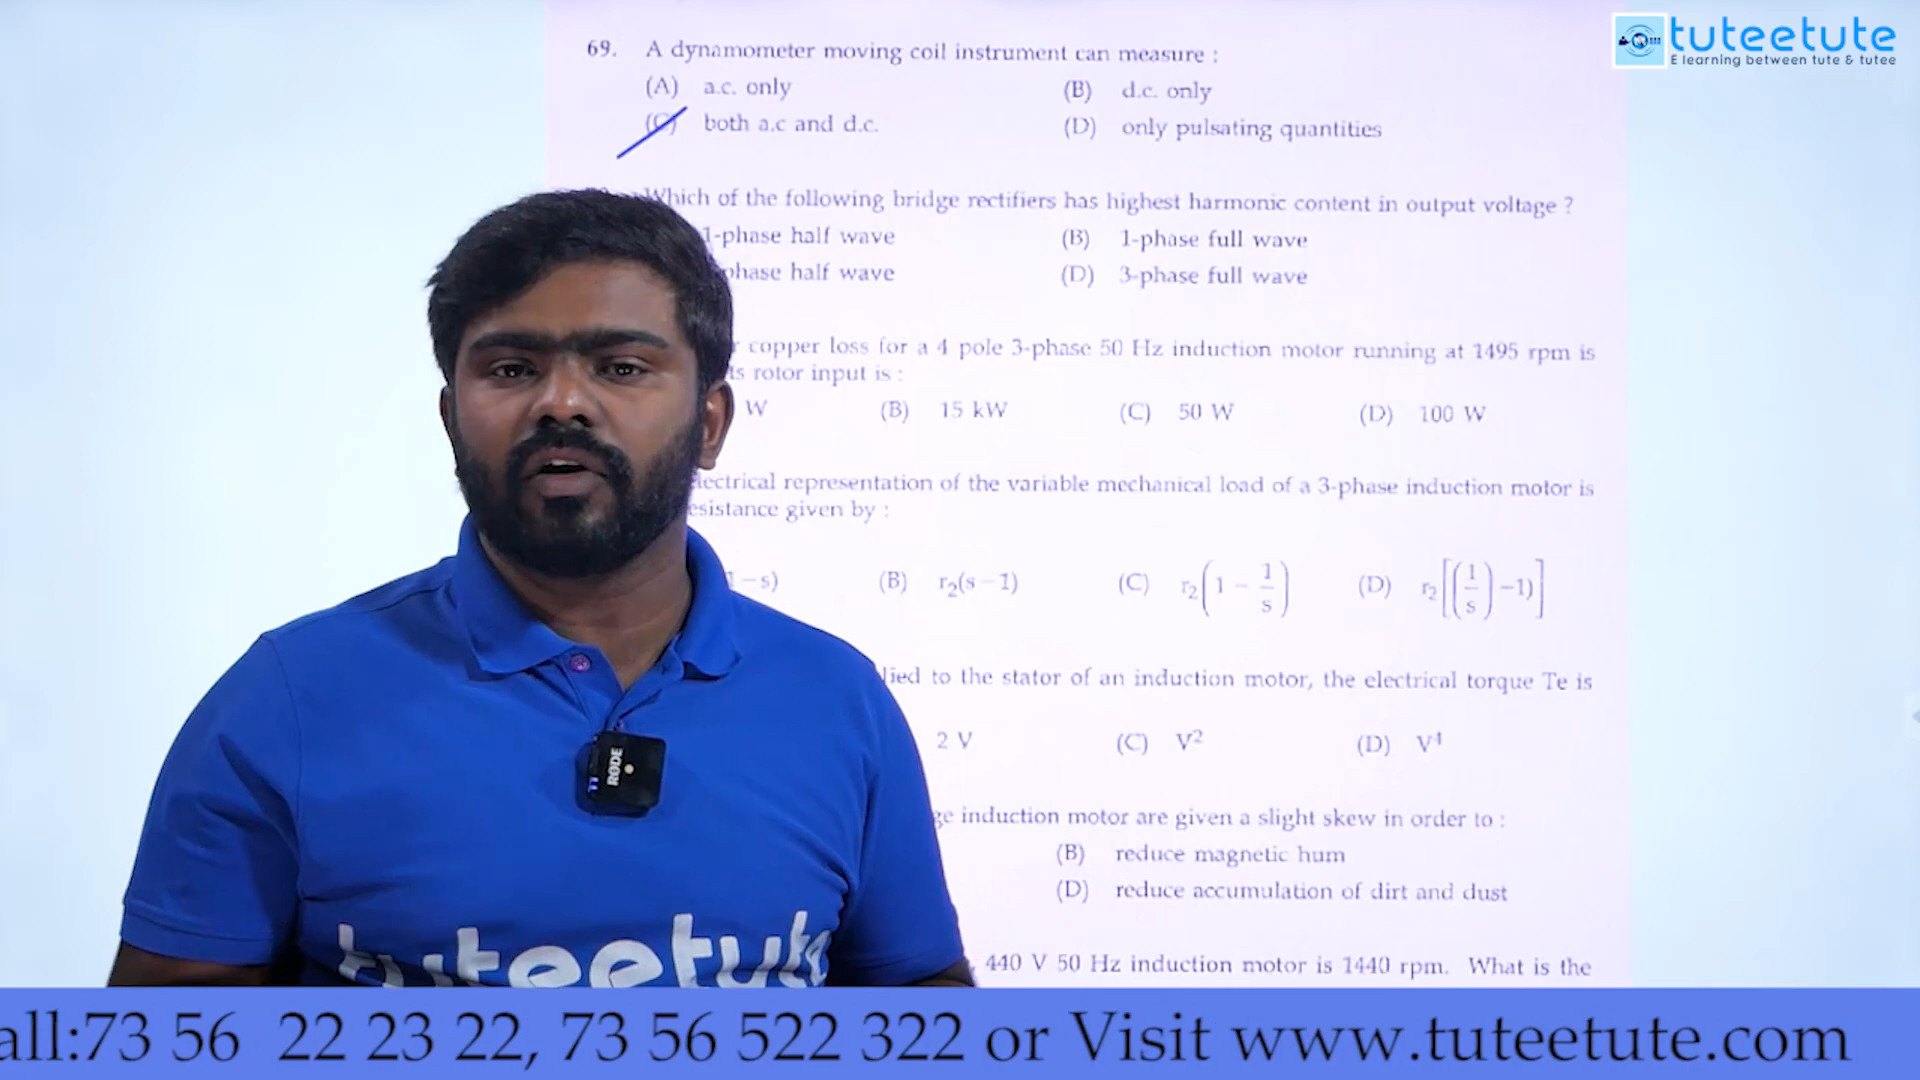 tuteetute
E learning between tute & tutee
69. A dynamometer moving coil instrument can measure :
(A) a.c. only (B) d.c. only
(C) both a.c and d.c. (D) only pulsating quantities
Which of the following bridge rectifiers has highest harmonic content in output voltage ?
1-phase half wave (B) 1-phase full wave
phase half wave (D) 3-phase full wave
copper loss for a 4 pole 3-phase 50 Hz induction motor running at 1495 rpm is
rotor input is :
W (B) 15 kW (C) 50 W (D) 100 W
electrical representation of the variable mechanical load of a 3-phase induction motor is
esistance given by :
-s) (B) r₂(s-1) (C) r₂(1 - 1/s) (D) r₂[(1/s)-1)]
lied to the stator of an induction motor, the electrical torque Te is
2 V (C) V² (D) V⁴
ge induction motor are given a slight skew in order to :
(B) reduce magnetic hum
(D) reduce accumulation of dirt and dust
440 V 50 Hz induction motor is 1440 rpm. What is the
RØDE
tuteetute
all:73 56 22 23 22, 73 56 522 322 or Visit www.tuteetute.com